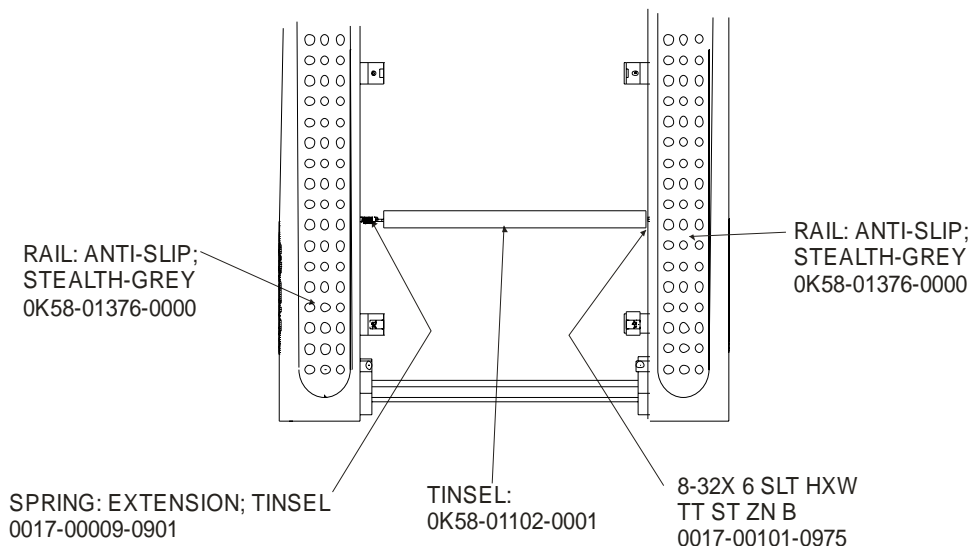 RAIL: ANTI-SLIP;
STEALTH-GREY
0K58-01376-0000
RAIL: ANTI-SLIP;
STEALTH-GREY
0K58-01376-0000
SPRING: EXTENSION; TINSEL
0017-00009-0901
TINSEL:
0K58-01102-0001
8-32X 6 SLT HXW
TT ST ZN B
0017-00101-0975